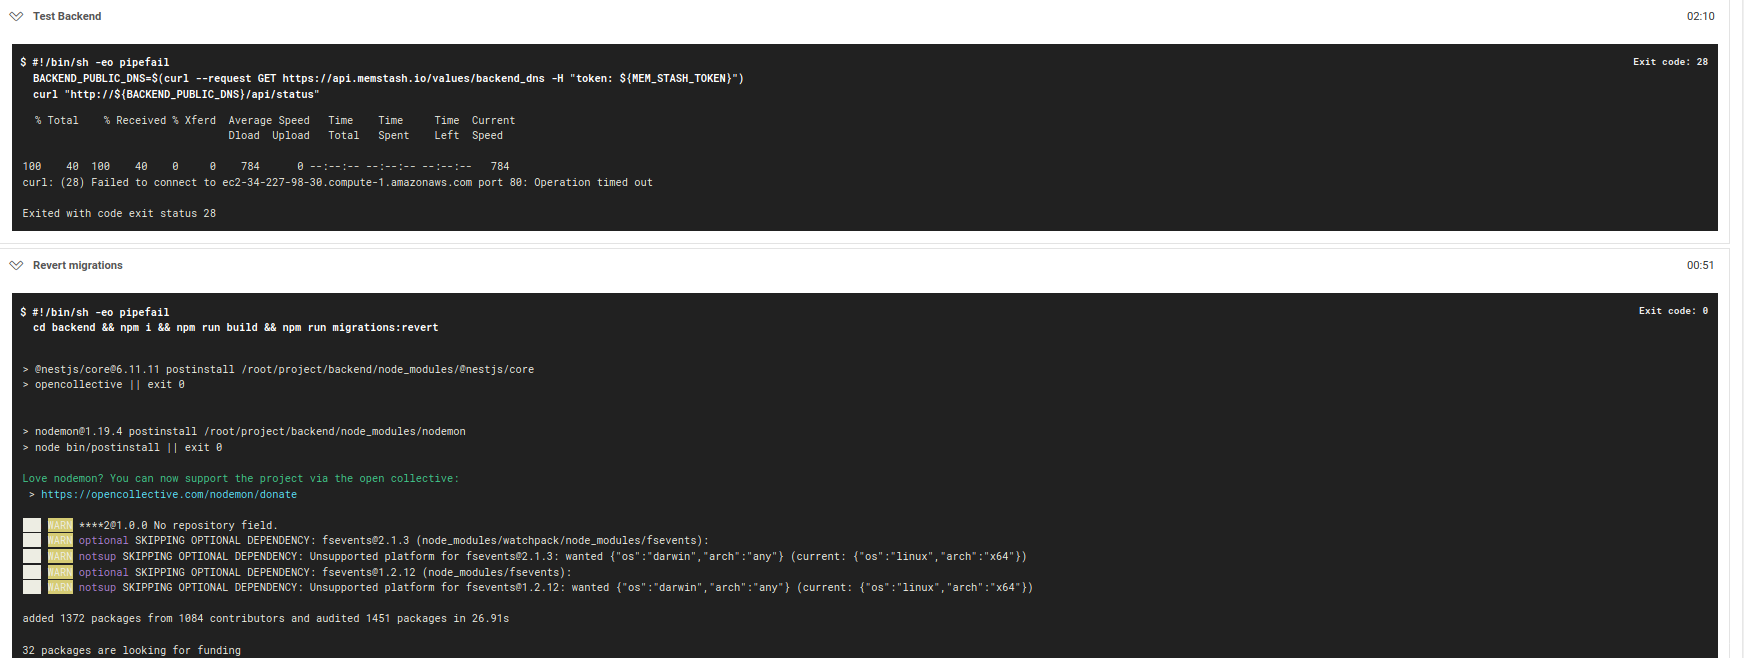 Test Backend 02:10
$ #!/bin/sh -eo pipefail Exit code: 28
BACKEND_PUBLIC_DNS=$(curl --request GET https://api.memstash.io/values/backend_dns -H "token: ${MEM_STASH_TOKEN}")
curl "http://${BACKEND_PUBLIC_DNS}/api/status"
% Total % Received % Xferd Average Speed Time Time Time Current
Dload Upload Total Spent Left Speed
100 40 100 40 0 0 784 0 --:--:-- --:--:-- --:--:-- 784
curl: (28) Failed to connect to ec2-34-227-98-30.compute-1.amazonaws.com port 80: Operation timed out
Exited with code exit status 28
Revert migrations 00:51
$ #!/bin/sh -eo pipefail Exit code: 0
cd backend && npm i && npm run build && npm run migrations:revert
> @nestjs/core@6.11.11 postinstall /root/project/backend/node_modules/@nestjs/core
> opencollective || exit 0
> nodemon@1.19.4 postinstall /root/project/backend/node_modules/nodemon
> node bin/postinstall || exit 0
Love nodemon? You can now support the project via the open collective:
> https://opencollective.com/nodemon/donate
WARN ****2@1.0.0 No repository field.
WARN optional SKIPPING OPTIONAL DEPENDENCY: fsevents@2.1.3 (node_modules/watchpack/node_modules/fsevents):
WARN notsup SKIPPING OPTIONAL DEPENDENCY: Unsupported platform for fsevents@2.1.3: wanted {"os":"darwin","arch":"any"} (current: {"os":"linux","arch":"x64"})
WARN optional SKIPPING OPTIONAL DEPENDENCY: fsevents@1.2.12 (node_modules/fsevents):
WARN notsup SKIPPING OPTIONAL DEPENDENCY: Unsupported platform for fsevents@1.2.12: wanted {"os":"darwin","arch":"any"} (current: {"os":"linux","arch":"x64"})
added 1372 packages from 1084 contributors and audited 1451 packages in 26.91s
32 packages are looking for funding